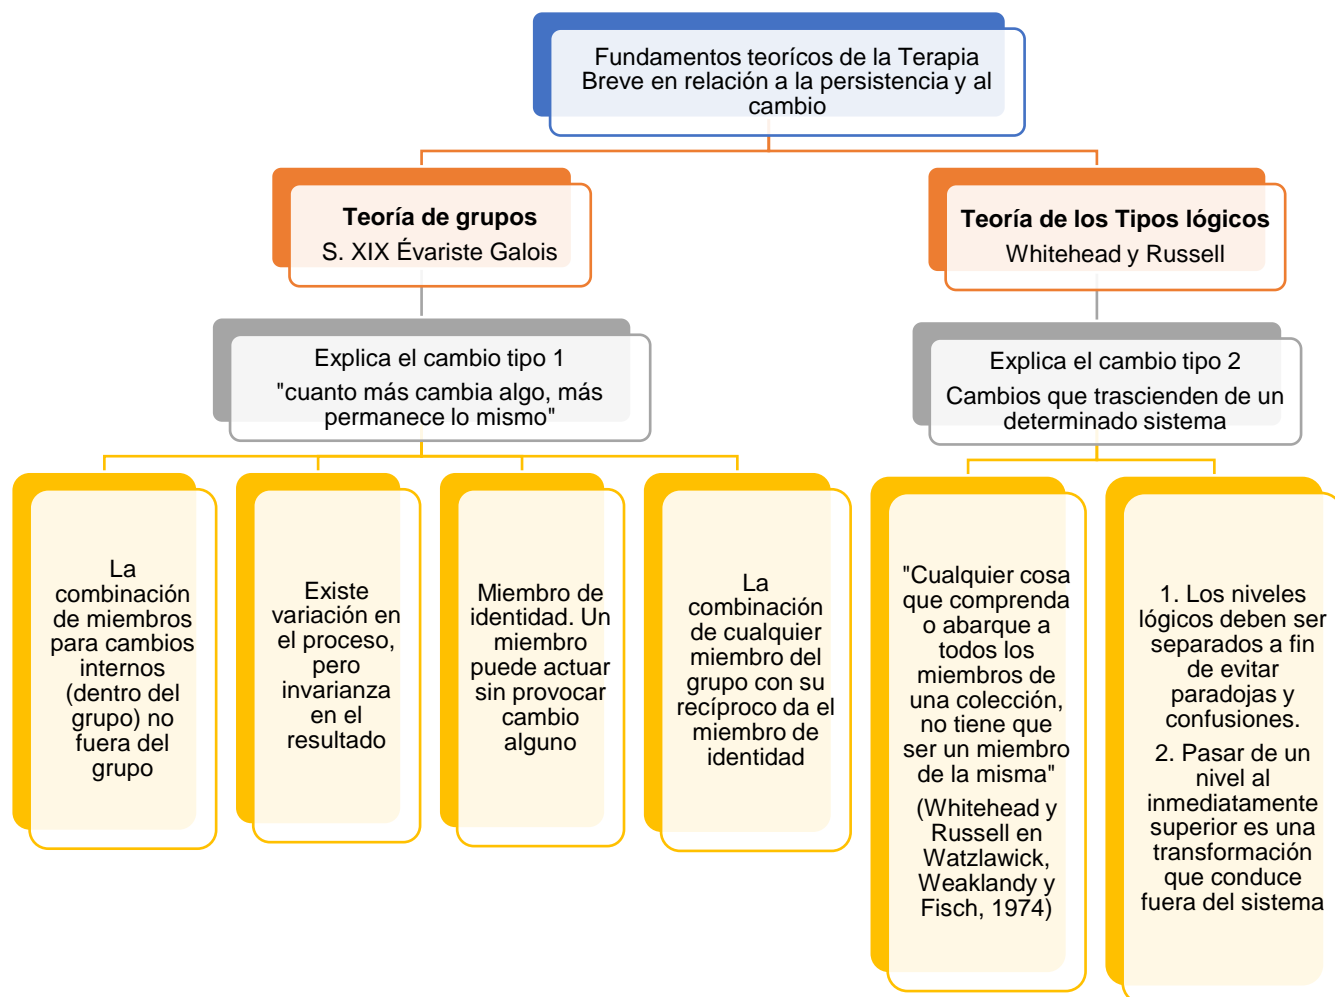 Fundamentos teorícos de la Terapia
Breve en relación a la persistencia y al
cambio
Teoría de grupos
S. XIX Évariste Galois
Teoría de los Tipos lógicos
Whitehead y Russell
Explica el cambio tipo 1
"cuanto más cambia algo, más
permanece lo mismo"
Explica el cambio tipo 2
Cambios que trascienden de un
determinado sistema
La
combinación
de miembros
para cambios
internos
(dentro del
grupo) no
fuera del
grupo
Existe
variación en
el proceso,
pero
invarianza
en el
resultado
Miembro de
identidad. Un
miembro
puede actuar
sin provocar
cambio
alguno
La
combinación
de cualquier
miembro del
grupo con su
recíproco da el
miembro de
identidad
"Cualquier cosa
que comprenda
o abarque a
todos los
miembros de
una colección,
no tiene que
ser un miembro
de la misma"
(Whitehead y
Russell en
Watzlawick,
Weaklandy y
Fisch, 1974)
1. Los niveles
lógicos deben ser
separados a fin
de evitar
paradojas y
confusiones.
2. Pasar de un
nivel al
inmediatamente
superior es una
transformación
que conduce
fuera del sistema